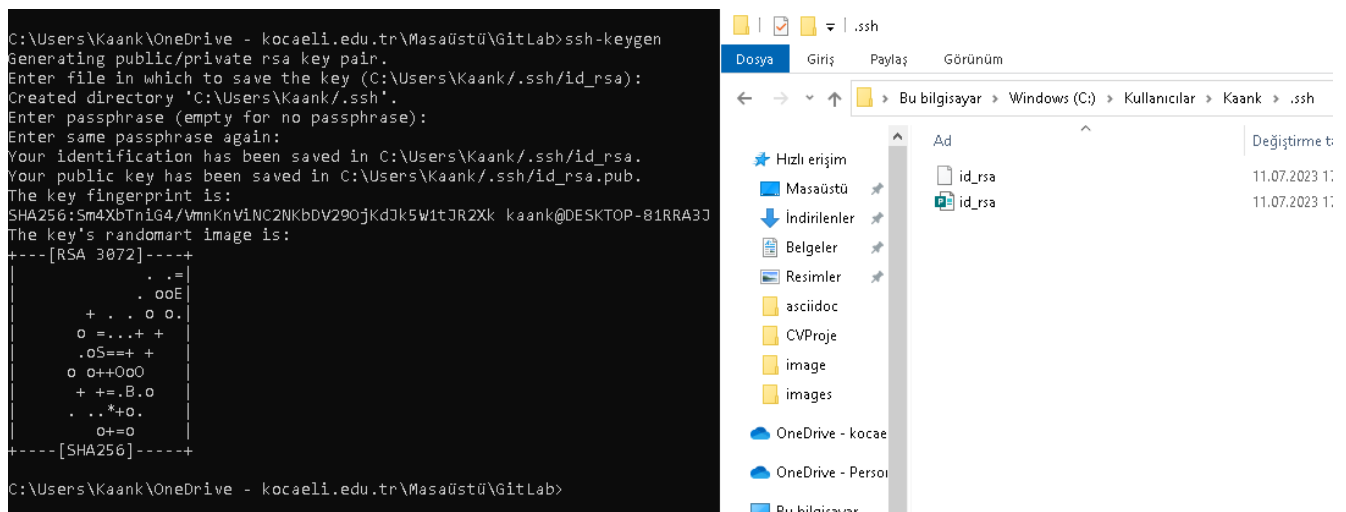 C:\Users\Kaank\OneDrive - kocaeli.edu.tr\Masaüstü\GitLab>ssh-keygen
Generating public/private rsa key pair.
Enter file in which to save the key (C:\Users\Kaank/.ssh/id_rsa):
Created directory 'C:\Users\Kaank/.ssh'.
Enter passphrase (empty for no passphrase):
Enter same passphrase again:
Your identification has been saved in C:\Users\Kaank/.ssh/id_rsa.
Your public key has been saved in C:\Users\Kaank/.ssh/id_rsa.pub.
The key fingerprint is:
SHA256:Sm4XbTniG4/VmnKnViNC2NKbDV29OjKdJk5W1tJR2Xk kaank@DESKTOP-81RRA3J
The key's randomart image is:
+---[RSA 3072]----+
|            . .=|
|           . ooE|
|      + . . o o.|
|     o =...+ +  |
|     .oS==+ +   |
|    o o++OoO    |
|     + +=.B.o   |
|    . ..*+o.    |
|       o+=o     |
+----[SHA256]-----+
C:\Users\Kaank\OneDrive - kocaeli.edu.tr\Masaüstü\GitLab>
.ssh
Dosya Giriş Paylaş Görünüm
Bu bilgisayar > Windows (C:) > Kullanıcılar > Kaank > .ssh
Ad Değiştirme ta
id_rsa 11.07.2023 17
id_rsa 11.07.2023 17
Hızlı erişim
Masaüstü
İndirilenler
Belgeler
Resimler
asciidoc
CVProje
image
images
OneDrive - kocae
OneDrive - Person
Bu bilgisayar